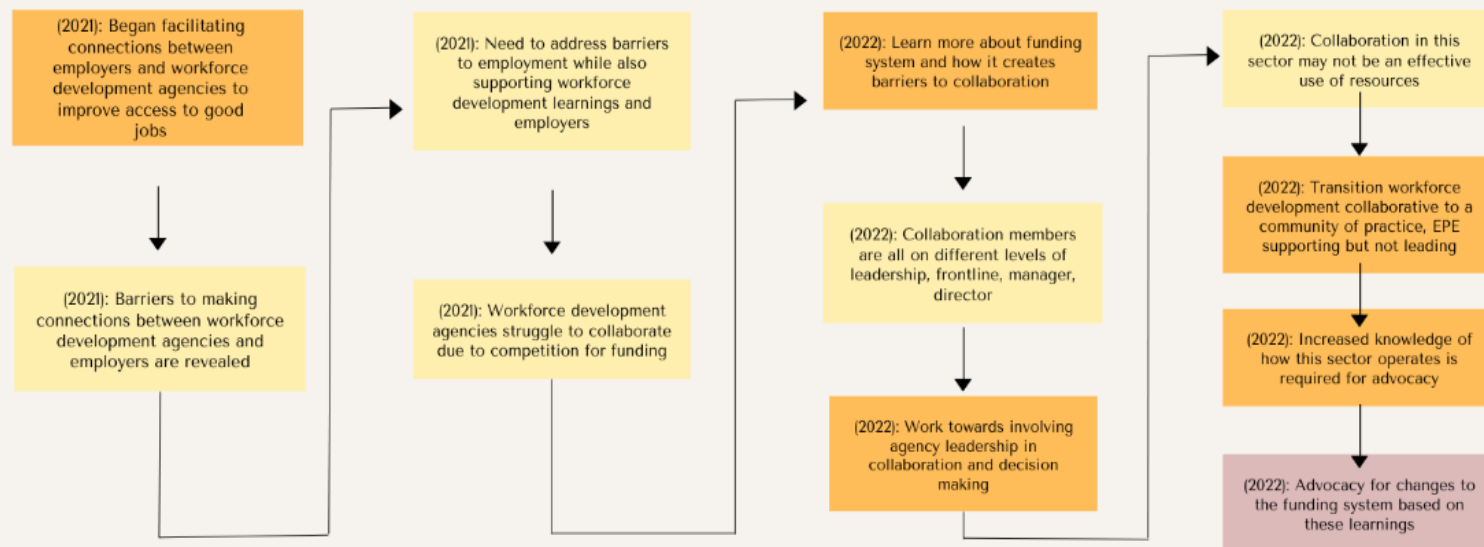 (2021): Began facilitating
connections between
employers and workforce
development agencies to
improve access to good
jobs
(2021): Barriers to making
connections between workforce
development agencies and
employers are revealed
(2021): Need to address barriers
to employment while also
supporting workforce
development learnings and
employers
(2021): Workforce development
agencies struggle to collaborate
due to competition for funding
(2022): Learn more about funding
system and how it creates
barriers to collaboration
(2022): Collaboration members
are all on different levels of
leadership, frontline, manager,
director
(2022): Work towards involving
agency leadership in
collaboration and decision
making
(2022): Collaboration in this
sector may not be an effective
use of resources
(2022): Transition workforce
development collaborative to a
community of practice, EPE
supporting but not leading
(2022): Increased knowledge of
how this sector operates is
required for advocacy
(2022): Advocacy for changes to
the funding system based on
these learnings